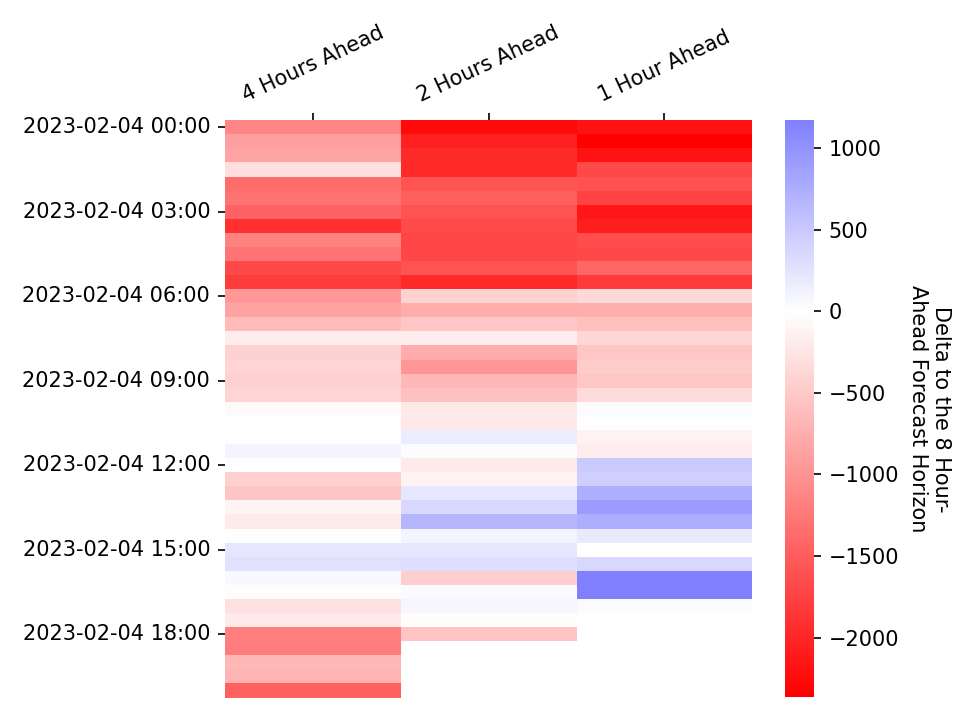 4 Hours Ahead
2 Hours Ahead
1 Hour Ahead
2023-02-04 00:00
2023-02-04 03:00
2023-02-04 06:00
2023-02-04 09:00
2023-02-04 12:00
2023-02-04 15:00
2023-02-04 18:00
1000
500
0
−500
−1000
−1500
−2000
Delta to the 8 Hour-
Ahead Forecast Horizon